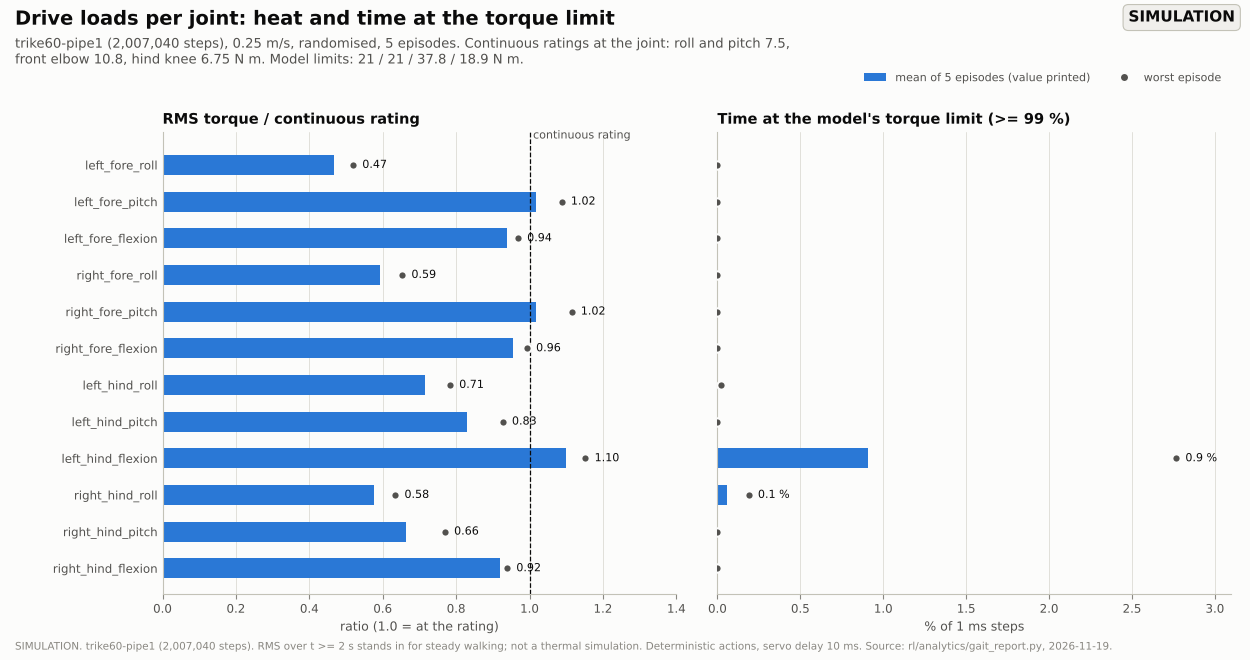 Drive loads per joint: heat and time at the torque limit
SIMULATION
trike60-pipe1 (2,007,040 steps), 0.25 m/s, randomised, 5 episodes. Continuous ratings at the joint: roll and pitch 7.5,
front elbow 10.8, hind knee 6.75 N m. Model limits: 21 / 21 / 37.8 / 18.9 N m.
mean of 5 episodes (value printed)
worst episode
RMS torque / continuous rating
continuous rating
left_fore_roll 0.47
left_fore_pitch 1.02
left_fore_flexion 0.94
right_fore_roll 0.59
right_fore_pitch 1.02
right_fore_flexion 0.96
left_hind_roll 0.71
left_hind_pitch 0.83
left_hind_flexion 1.10
right_hind_roll 0.58
right_hind_pitch 0.66
right_hind_flexion 0.92
0.0 0.2 0.4 0.6 0.8 1.0 1.2 1.4
ratio (1.0 = at the rating)
Time at the model's torque limit (>= 99 %)
0.9 %
0.1 %
0.0 0.5 1.0 1.5 2.0 2.5 3.0
% of 1 ms steps
SIMULATION. trike60-pipe1 (2,007,040 steps). RMS over t >= 2 s stands in for steady walking; not a thermal simulation. Deterministic actions, servo delay 10 ms. Source: rl/analytics/gait_report.py, 2026-11-19.